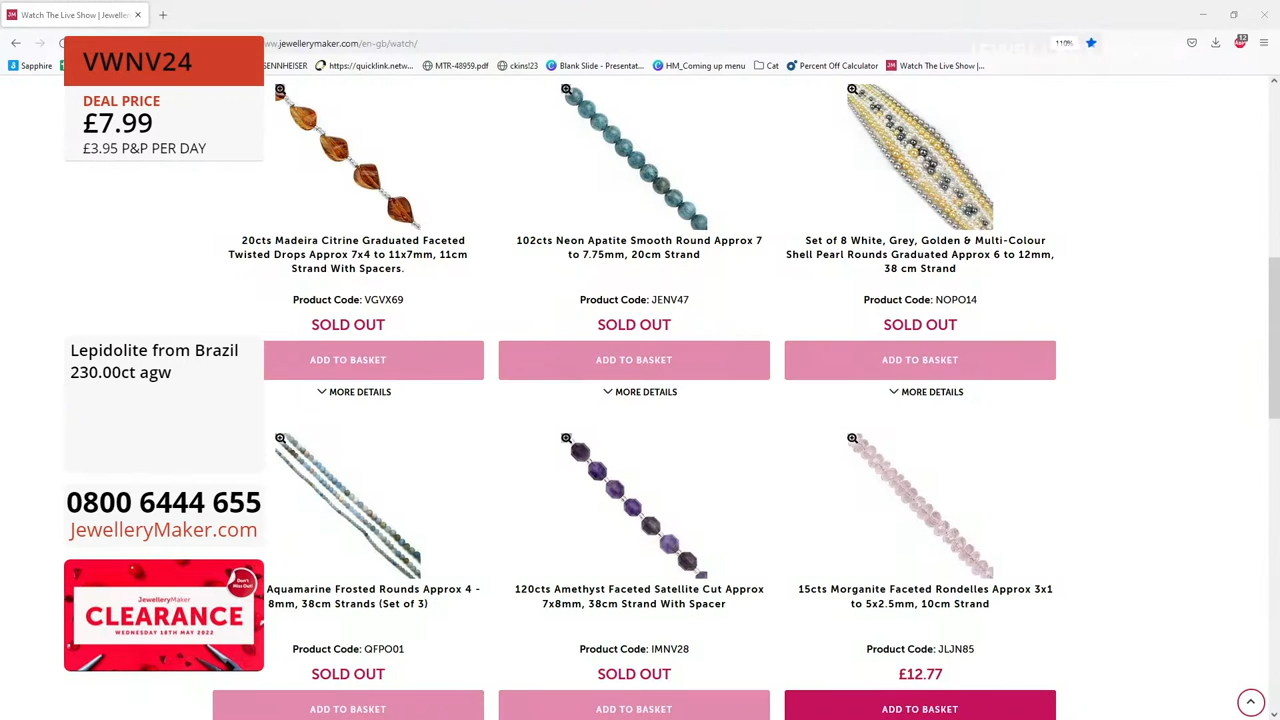 Watch The Live Show | Jeweller
ww.jewellerymaker.com/en-gb/watch/
110%
12
Sapphire
SENNHEISER
https://quicklink.netw...
MTR-48959.pdf
ckins!23
Blank Slide - Presentat...
HM_Coming up menu
Cat
Percent Off Calculator
Watch The Live Show |...
VWNV24
DEAL PRICE
£7.99
£3.95 P&P PER DAY
20cts Madeira Citrine Graduated Faceted
Twisted Drops Approx 7x4 to 11x7mm, 11cm
Strand With Spacers.
Product Code: VGVX69
SOLD OUT
ADD TO BASKET
MORE DETAILS
102cts Neon Apatite Smooth Round Approx 7
to 7.75mm, 20cm Strand
Product Code: JENV47
SOLD OUT
ADD TO BASKET
MORE DETAILS
Set of 8 White, Grey, Golden & Multi-Colour
Shell Pearl Rounds Graduated Approx 6 to 12mm,
38 cm Strand
Product Code: NOPO14
SOLD OUT
ADD TO BASKET
MORE DETAILS
Lepidolite from Brazil
230.00ct agw
0800 6444 655
JewelleryMaker.com
Don't
Miss Out!
JewelleryMaker
CLEARANCE
WEDNESDAY 18TH MAY 2022
Aquamarine Frosted Rounds Approx 4 -
8mm, 38cm Strands (Set of 3)
Product Code: QFPO01
SOLD OUT
ADD TO BASKET
120cts Amethyst Faceted Satellite Cut Approx
7x8mm, 38cm Strand With Spacer
Product Code: IMNV28
SOLD OUT
ADD TO BASKET
15cts Morganite Faceted Rondelles Approx 3x1
to 5x2.5mm, 10cm Strand
Product Code: JLJN85
£12.77
ADD TO BASKET